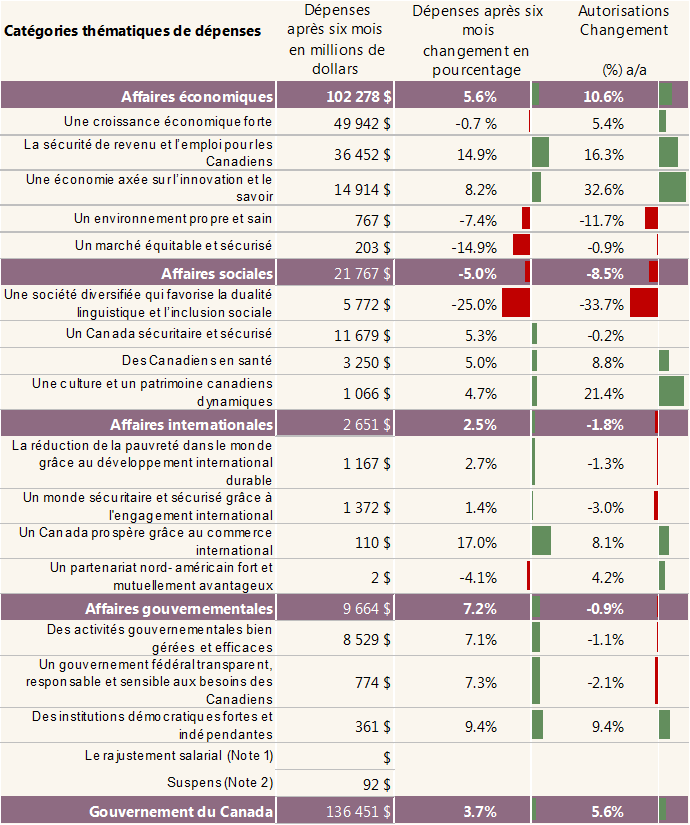 Catégories thématiques de dépenses
Dépenses
après six mois
en millions de
dollars
Dépenses après six
mois
changement en
pourcentage
Autorisations
Changement
(%) a/a
Affaires économiques 102 278 $ 5.6% 10.6%
Une croissance économique forte 49 942 $ -0.7 % 5.4%
La sécurité de revenu et l'emploi pour les
Canadiens 36 452 $ 14.9% 16.3%
Une économie axée sur l'innovation et le
savoir 14 914 $ 8.2% 32.6%
Un environnement propre et sain 767 $ -7.4% -11.7%
Un marché équitable et sécurisé 203 $ -14.9% -0.9%
Affaires sociales 21 767 $ -5.0% -8.5%
Une société diversifiée qui favorise la dualité
linguistique et l'inclusion sociale 5 772 $ -25.0% -33.7%
Un Canada sécuritaire et sécurisé 11 679 $ 5.3% -0.2%
Des Canadiens en santé 3 250 $ 5.0% 8.8%
Une culture et un patrimoine canadiens
dynamiques 1 066 $ 4.7% 21.4%
Affaires internationales 2 651 $ 2.5% -1.8%
La réduction de la pauvreté dans le monde
grâce au développement international
durable 1 167 $ 2.7% -1.3%
Un monde sécuritaire et sécurisé grâce à
l'engagement international 1 372 $ 1.4% -3.0%
Un Canada prospère grâce au commerce
international 110 $ 17.0% 8.1%
Un partenariat nord- américain fort et
mutuellement avantageux 2 $ -4.1% 4.2%
Affaires gouvernementales 9 664 $ 7.2% -0.9%
Des activités gouvernementales bien
gérées et efficaces 8 529 $ 7.1% -1.1%
Un gouvernement fédéral transparent,
responsable et sensible aux besoins des
Canadiens 774 $ 7.3% -2.1%
Des institutions démocratiques fortes et
indépendantes 361 $ 9.4% 9.4%
Le rajustement salarial (Note 1) $
Suspens (Note 2) 92 $
Gouvernement du Canada 136 451 $ 3.7% 5.6%